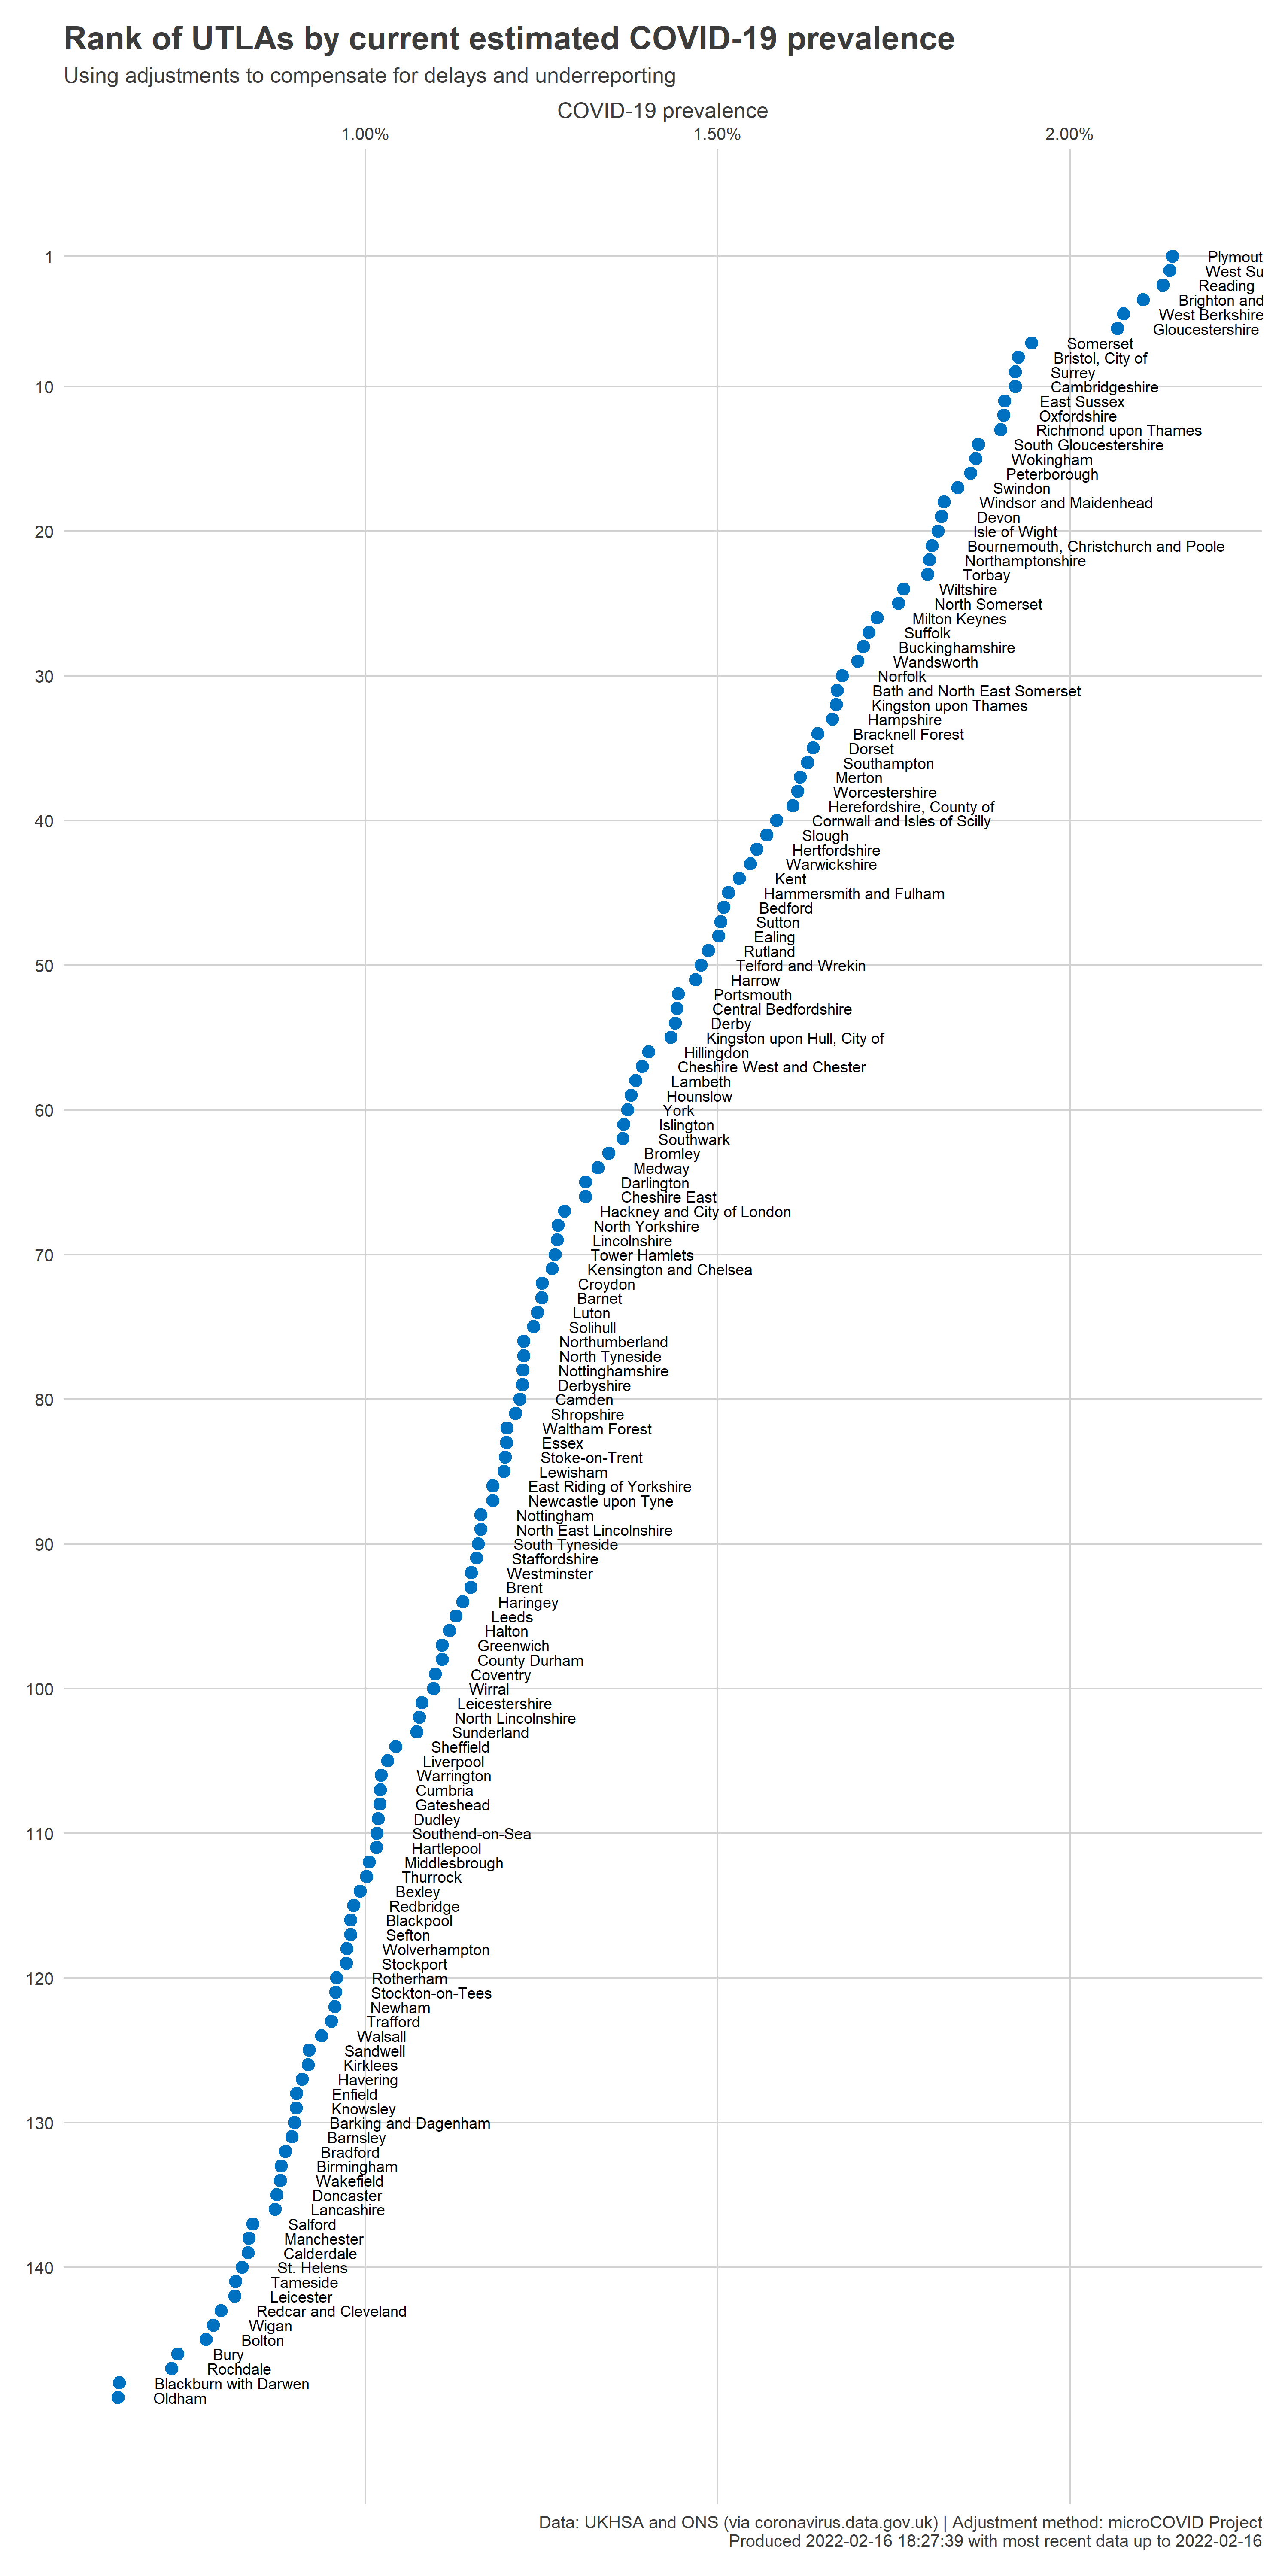 Rank of UTLAs by current estimated COVID-19 prevalence
Using adjustments to compensate for delays and underreporting
COVID-19 prevalence
1.00% 1.50% 2.00%
1 Plymout
West Su
Reading
Brighton and
West Berkshire
Gloucestershire
Somerset
Bristol, City of
Surrey
10 Cambridgeshire
East Sussex
Oxfordshire
Richmond upon Thames
South Gloucestershire
Wokingham
Peterborough
Swindon
Windsor and Maidenhead
Devon
20 Isle of Wight
Bournemouth, Christchurch and Poole
Northamptonshire
Torbay
Wiltshire
North Somerset
Milton Keynes
Suffolk
Buckinghamshire
Wandsworth
30 Norfolk
Bath and North East Somerset
Kingston upon Thames
Hampshire
Bracknell Forest
Dorset
Southampton
Merton
Worcestershire
Herefordshire, County of
40 Cornwall and Isles of Scilly
Slough
Hertfordshire
Warwickshire
Kent
Hammersmith and Fulham
Bedford
Sutton
Ealing
Rutland
50 Telford and Wrekin
Harrow
Portsmouth
Central Bedfordshire
Derby
Kingston upon Hull, City of
Hillingdon
Cheshire West and Chester
Lambeth
Hounslow
60 York
Islington
Southwark
Bromley
Medway
Darlington
Cheshire East
Hackney and City of London
North Yorkshire
Lincolnshire
70 Tower Hamlets
Kensington and Chelsea
Croydon
Barnet
Luton
Solihull
Northumberland
North Tyneside
Nottinghamshire
Derbyshire
80 Camden
Shropshire
Waltham Forest
Essex
Stoke-on-Trent
Lewisham
East Riding of Yorkshire
Newcastle upon Tyne
Nottingham
North East Lincolnshire
90 South Tyneside
Staffordshire
Westminster
Brent
Haringey
Leeds
Halton
Greenwich
County Durham
Coventry
100 Wirral
Leicestershire
North Lincolnshire
Sunderland
Sheffield
Liverpool
Warrington
Cumbria
Gateshead
Dudley
110 Southend-on-Sea
Hartlepool
Middlesbrough
Thurrock
Bexley
Redbridge
Blackpool
Sefton
Wolverhampton
Stockport
120 Rotherham
Stockton-on-Tees
Newham
Trafford
Walsall
Sandwell
Kirklees
Havering
Enfield
Knowsley
130 Barking and Dagenham
Barnsley
Bradford
Birmingham
Wakefield
Doncaster
Lancashire
Salford
Manchester
Calderdale
140 St. Helens
Tameside
Leicester
Redcar and Cleveland
Wigan
Bolton
Bury
Rochdale
Blackburn with Darwen
Oldham
Data: UKHSA and ONS (via coronavirus.data.gov.uk) | Adjustment method: microCOVID Project
Produced 2022-02-16 18:27:39 with most recent data up to 2022-02-16